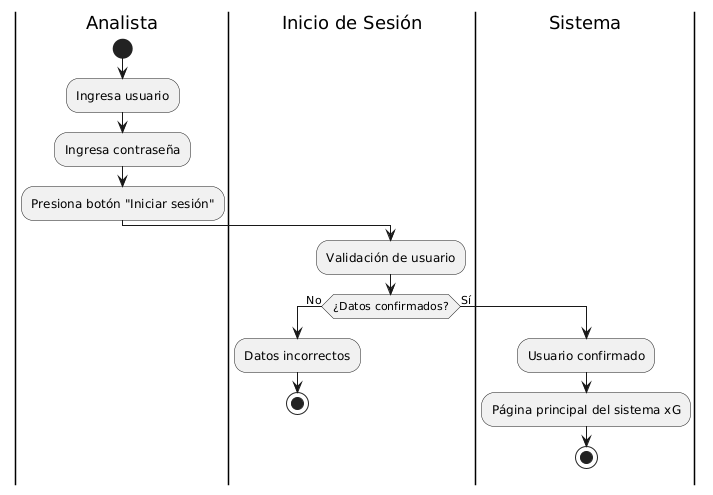 Analista
Inicio de Sesión
Sistema
Ingresa usuario
Ingresa contraseña
Presiona botón "Iniciar sesión"
Validación de usuario
¿Datos confirmados?
No
Sí
Datos incorrectos
Usuario confirmado
Página principal del sistema xG